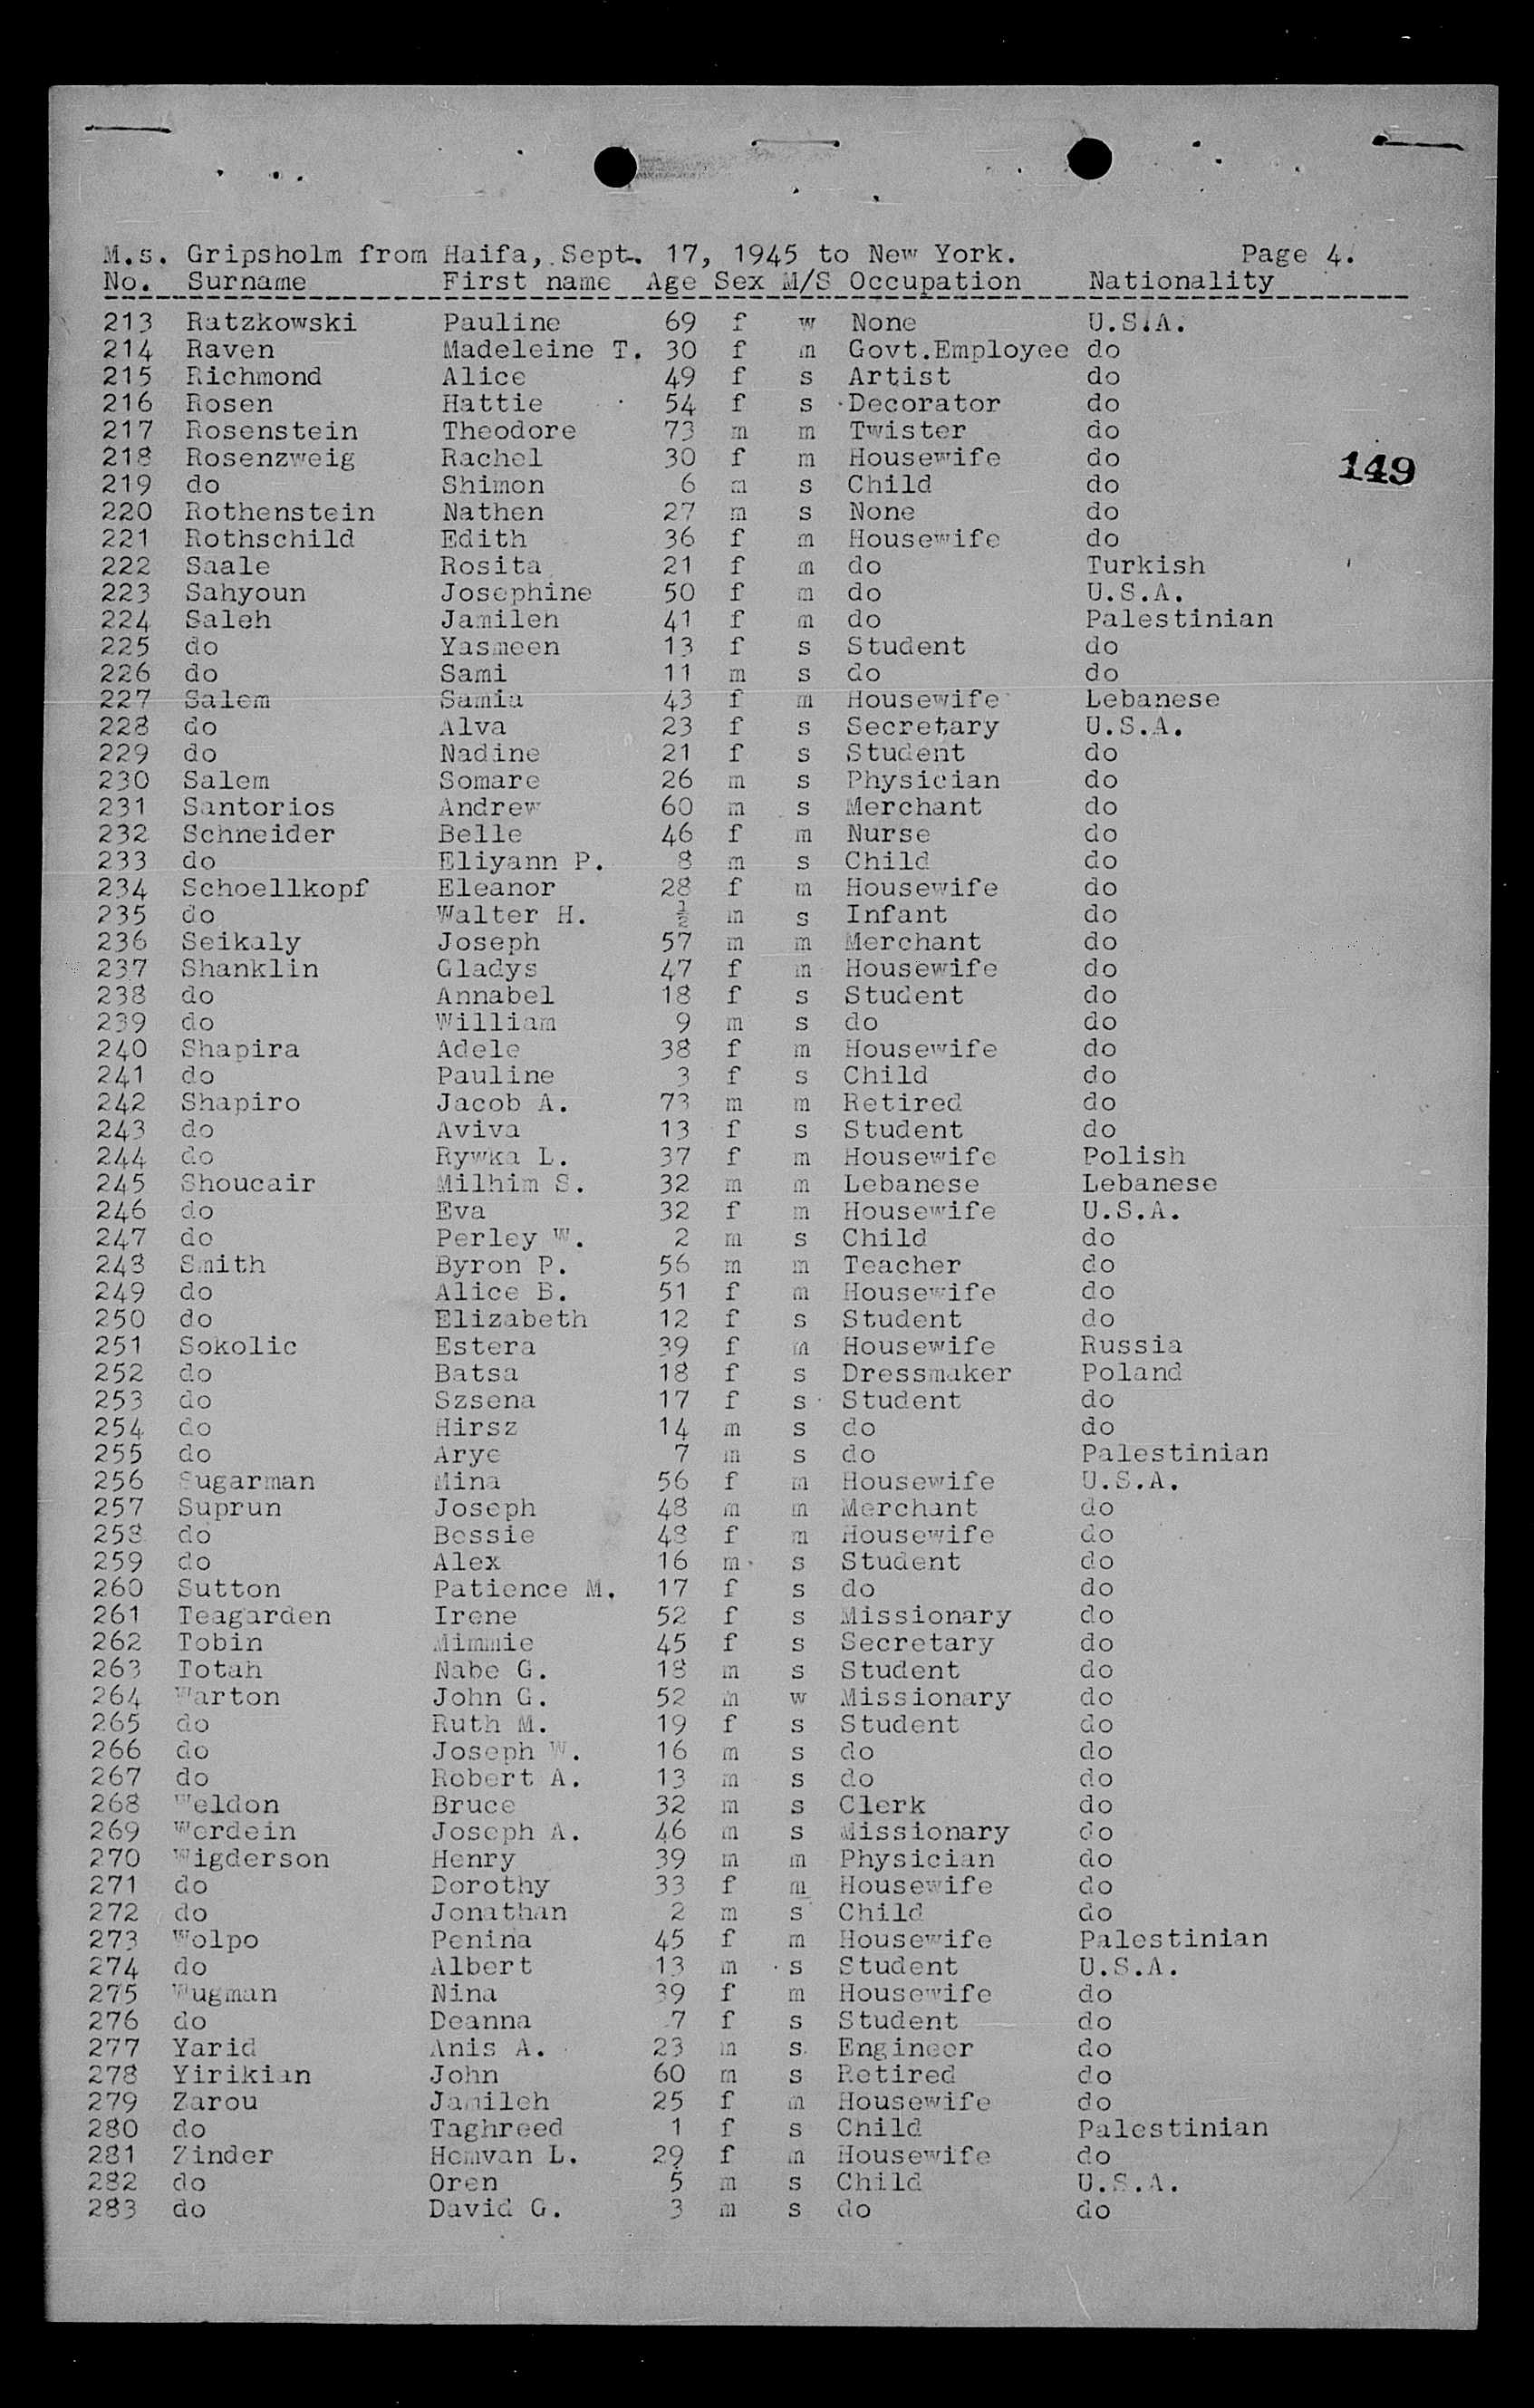 M.s. Gripsholm from Haifa, Sept. 17, 1945 to New York. Page 4.
No. Surname First name Age Sex M/S Occupation Nationality
213 Ratzkowski Pauline 69 f w None U.S.A.
214 Raven Madeleine T. 30 f m Govt.Employee do
215 Richmond Alice 49 f s Artist do
216 Rosen Hattie 54 f s Decorator do
217 Rosenstein Theodore 73 m m Twister do
218 Rosenzweig Rachel 30 f m Housewife do
149
219 do Shimon 6 m s Child do
220 Rothenstein Nathen 27 m s None do
221 Rothschild Edith 36 f m Housewife do
222 Saale Rosita 21 f m do Turkish
223 Sahyoun Josephine 50 f m do U.S.A.
224 Saleh Jamileh 41 f m do Palestinian
225 do Yasmeen 13 f s Student do
226 do Sami 11 m s do do
227 Salem Samia 43 f m Housewife Lebanese
228 do Alva 23 f s Secretary U.S.A.
229 do Nadine 21 f s Student do
230 Salem Somare 26 m s Physician do
231 Santorios Andrew 60 m s Merchant do
232 Schneider Belle 46 f m Nurse do
233 do Eliyann P. 8 m s Child do
234 Schoellkopf Eleanor 28 f m Housewife do
235 do Walter H. ½ m s Infant do
236 Seikaly Joseph 57 m m Merchant do
237 Shanklin Gladys 47 f m Housewife do
238 do Annabel 18 f s Student do
239 do William 9 m s do do
240 Shapira Adele 38 f m Housewife do
241 do Pauline 3 f s Child do
242 Shapiro Jacob A. 73 m m Retired do
243 do Aviva 13 f s Student do
244 do Rywka L. 37 f m Housewife Polish
245 Shoucair Milhim S. 32 m m Lebanese Lebanese
246 do Eva 32 f m Housewife U.S.A.
247 do Perley W. 2 m s Child do
248 Smith Byron P. 56 m m Teacher do
249 do Alice B. 51 f m Housewife do
250 do Elizabeth 12 f s Student do
251 Sokolic Estera 39 f m Housewife Russia
252 do Batsa 18 f s Dressmaker Poland
253 do Szsena 17 f s Student do
254 do Hirsz 14 m s do do
255 do Arye 7 m s do Palestinian
256 Sugarman Mina 56 f m Housewife U.S.A.
257 Suprun Joseph 48 m m Merchant do
258 do Bessie 48 f m Housewife do
259 do Alex 16 m s Student do
260 Sutton Patience M. 17 f s do do
261 Teagarden Irene 52 f s Missionary do
262 Tobin Mimmie 45 f s Secretary do
263 Totah Nabe G. 18 m s Student do
264 Warton John G. 52 m w Missionary do
265 do Ruth M. 19 f s Student do
266 do Joseph W. 16 m s do do
267 do Robert A. 13 m s do do
268 Weldon Bruce 32 m s Clerk do
269 Werdein Joseph A. 46 m s Missionary do
270 Wigderson Henry 39 m m Physician do
271 do Dorothy 33 f m Housewife do
272 do Jonathan 2 m s Child do
273 Wolpo Penina 45 f m Housewife Palestinian
274 do Albert 13 m s Student U.S.A.
275 Wugman Nina 39 f m Housewife do
276 do Deanna 7 f s Student do
277 Yarid Anis A. 23 m s Engineer do
278 Yirikian John 60 m s Retired do
279 Zarou Jamileh 25 f m Housewife do
280 do Taghreed 1 f s Child Palestinian
281 Zinder Hemvan L. 29 f m Housewife do
282 do Oren 5 m s Child U.S.A.
283 do David G. 3 m s do do